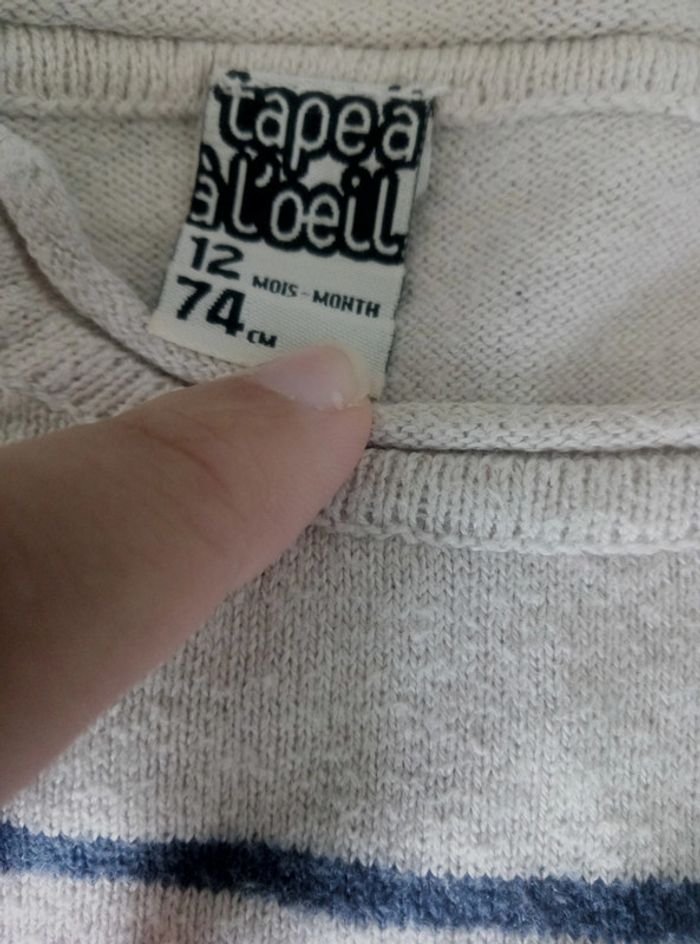 tape a
à l'oeil
12
MOIS - MONTH
74 CM